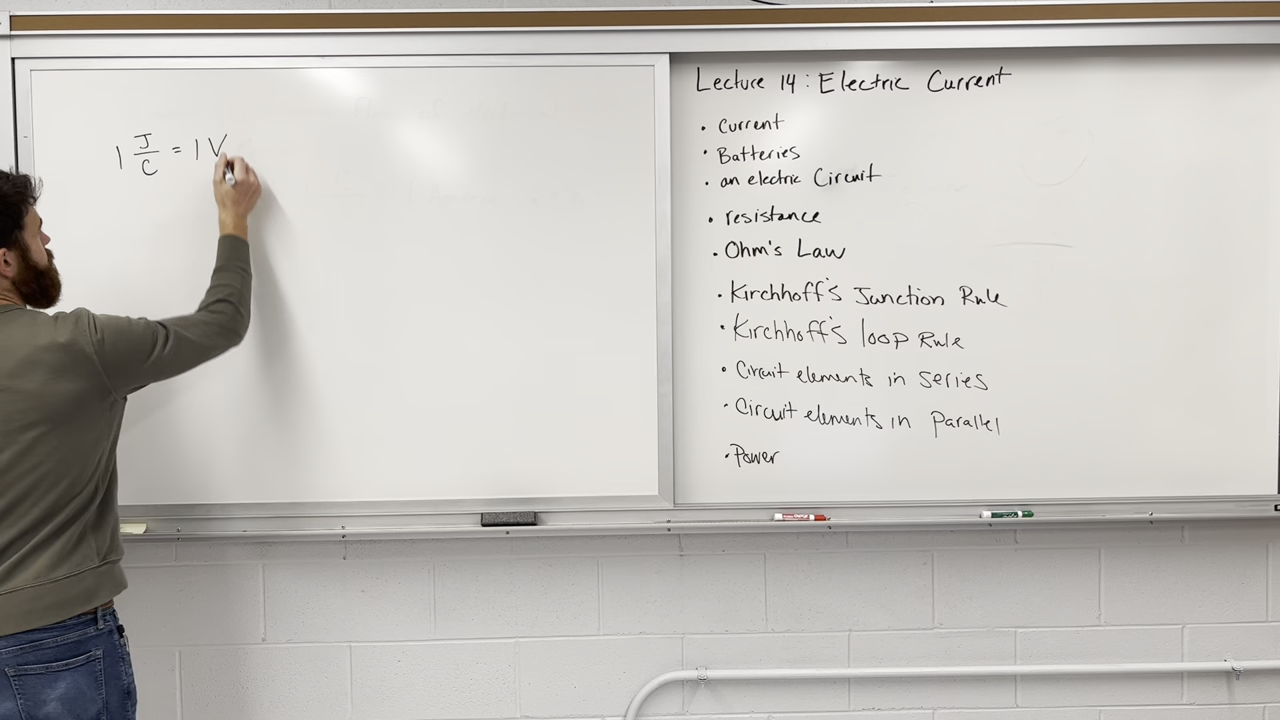 1 J/C = 1 V
Lecture 14: Electric Current
• Current
• Batteries
• an electric Circuit
• resistance
• Ohm's Law
• Kirchhoff's Junction Rule
• Kirchhoff's loop Rule
• Circuit elements in series
• Circuit elements in Parallel
• Power